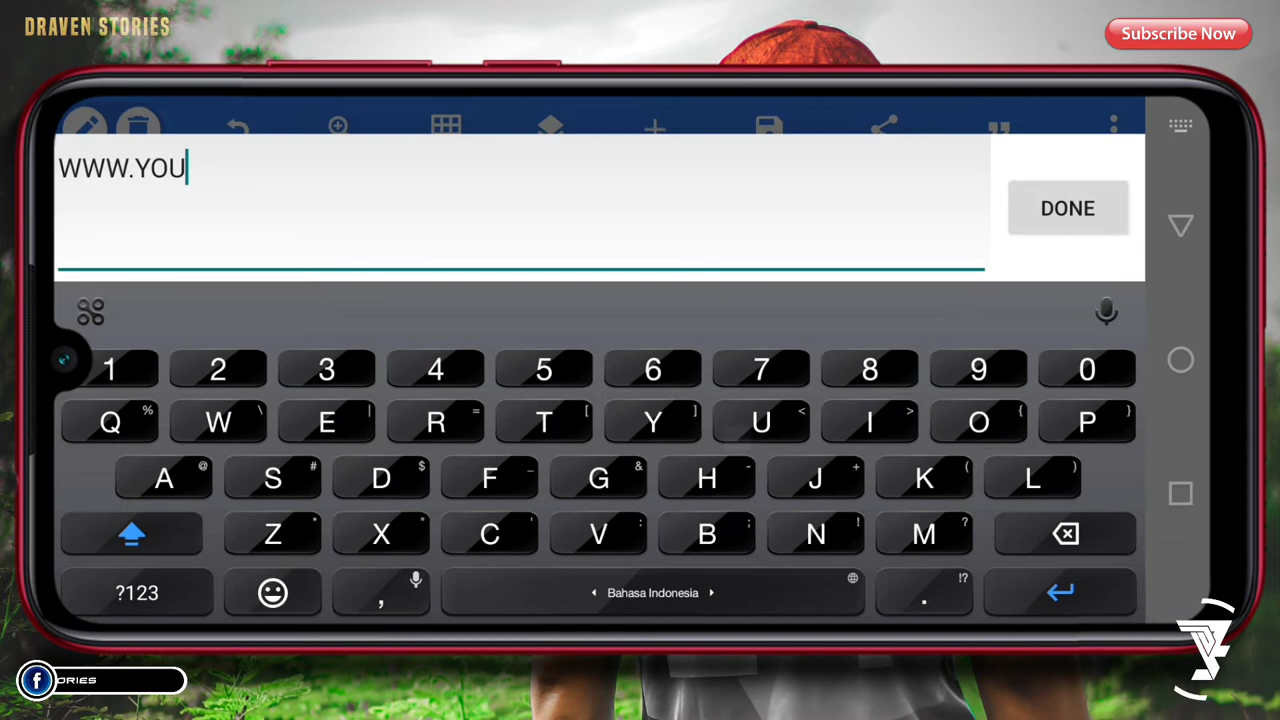 DRAVEN STORIES
Subscribe Now
WWW.YOU
DONE
1 2 3 4 5 6 7 8 9 0
Q % W \ E | R = T [ Y ] U < I > O { P }
A @ S # D $ F _ G & H - J + K ( L )
Z * X " C ' V : B ; N ! M ?
?123 , Bahasa Indonesia . !?
f ORIES